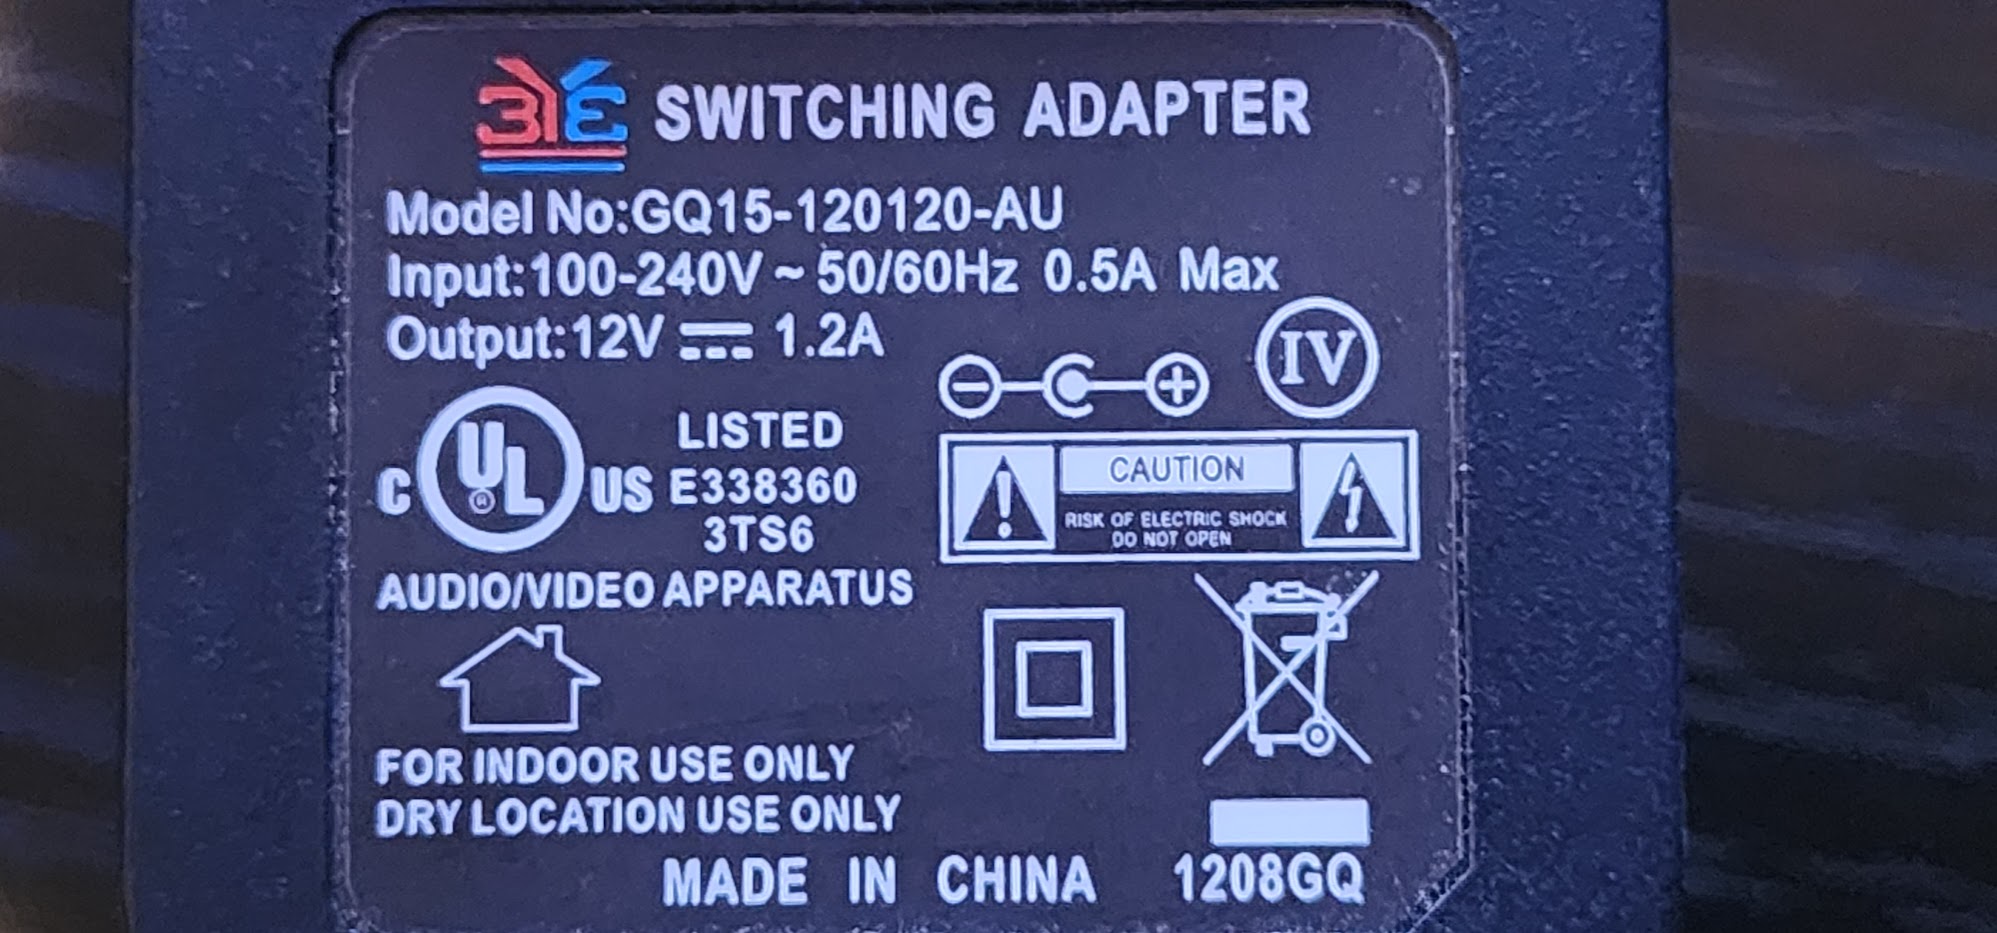 3YE SWITCHING ADAPTER
Model No:GQ15-120120-AU
Input:100-240V ~ 50/60Hz 0.5A Max
Output:12V ⎓ 1.2A
IV
C UL US LISTED
E338360
3TS6
CAUTION
RISK OF ELECTRIC SHOCK
DO NOT OPEN
AUDIO/VIDEO APPARATUS
FOR INDOOR USE ONLY
DRY LOCATION USE ONLY
MADE IN CHINA 1208GQ